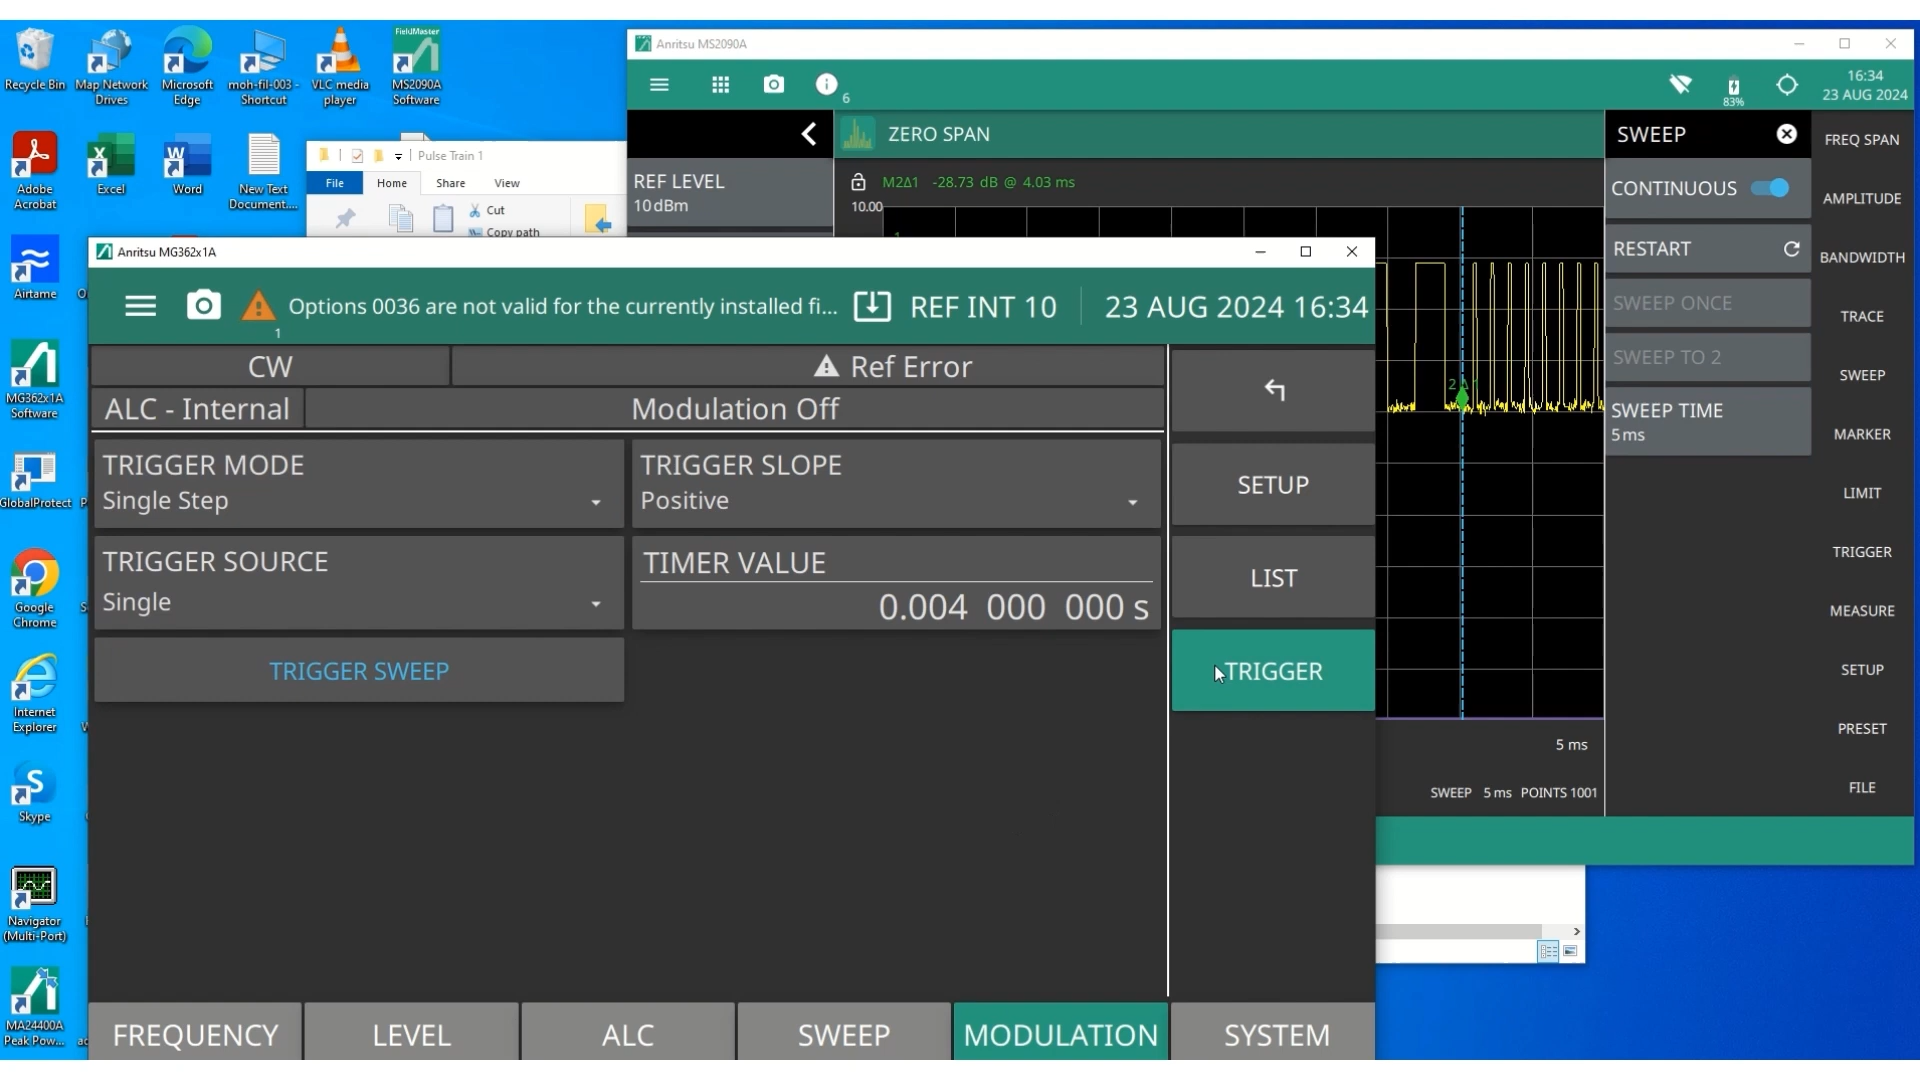 Recycle Bin
Map Network
Drives
Microsoft
Edge
moh-fil-003 -
Shortcut
VLC media
player
FieldMaster
MS2090A
Software
Adobe
Acrobat
Excel
Word
New Text
Document....
Airtame
MG362x1A
Software
GlobalProtect
Google
Chrome
Internet
Explorer
Skype
Navigator
(Multi-Port)
MA24400A
Peak Pow...
Pulse Train 1
File
Home
Share
View
Cut
Copy path
Anritsu MS2090A
6
83%
16:34
23 AUG 2024
ZERO SPAN
REF LEVEL
10 dBm
M2Δ1 -28.73 dB @ 4.03 ms
10.00
1
SWEEP
CONTINUOUS
RESTART
SWEEP ONCE
SWEEP TO 2
SWEEP TIME
5 ms
FREQ SPAN
AMPLITUDE
BANDWIDTH
TRACE
SWEEP
MARKER
LIMIT
TRIGGER
MEASURE
SETUP
PRESET
FILE
5 ms
SWEEP 5 ms POINTS 1001
Anritsu MG362x1A
1
Options 0036 are not valid for the currently installed fi...
REF INT 10
23 AUG 2024 16:34
CW
Ref Error
ALC - Internal
Modulation Off
TRIGGER MODE
Single Step
TRIGGER SLOPE
Positive
TRIGGER SOURCE
Single
TIMER VALUE
0.004 000 000 s
TRIGGER SWEEP
SETUP
LIST
TRIGGER
FREQUENCY
LEVEL
ALC
SWEEP
MODULATION
SYSTEM